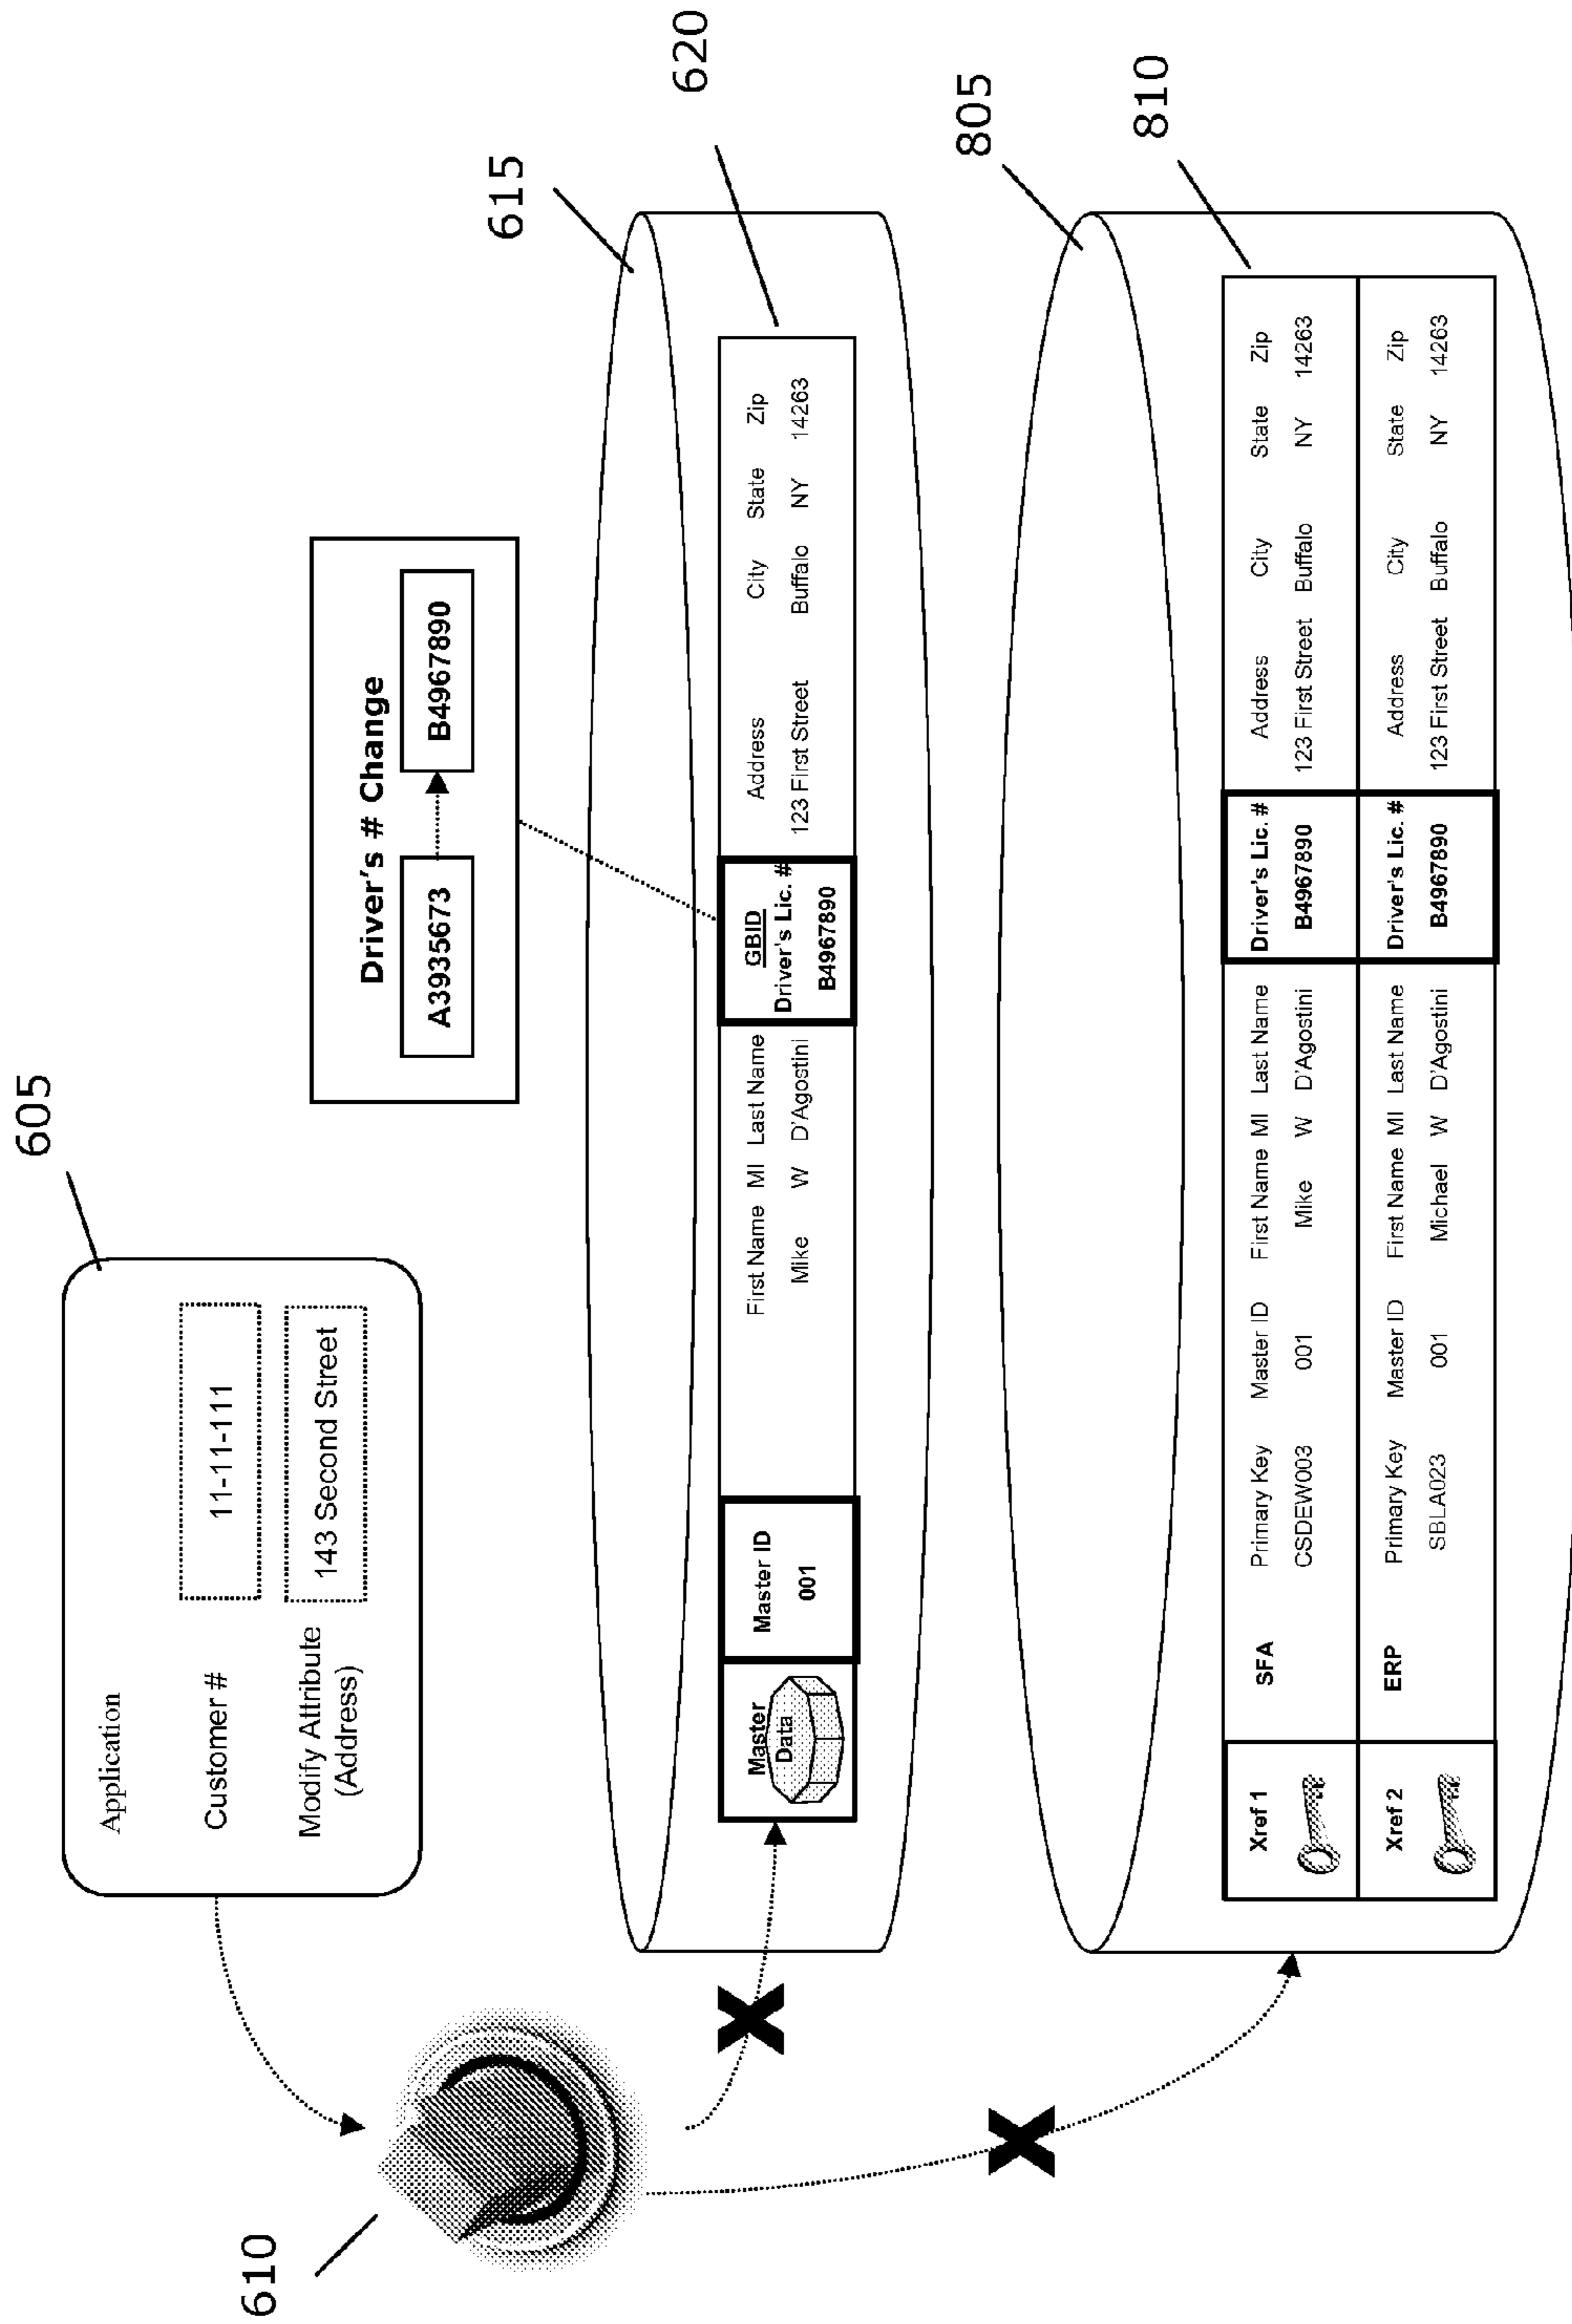 605
Application
Customer #
11-11-111
Modify Attribute
(Address)
143 Second Street
610
Driver's # Change
A3935673
B4967890
615
620
Master
Data
Master ID
001
First Name MI Last Name
Mike W D'Agostini
GBID
Driver's Lic. #
B4967890
Address City State Zip
123 First Street Buffalo NY 14263
805
810
Xref 1
SFA
Primary Key Master ID First Name MI Last Name Driver's Lic. # Address City State Zip
CSDEW003 001 Mike W D'Agostini B4967890 123 First Street Buffalo NY 14263
Xref 2
ERP
Primary Key Master ID First Name MI Last Name Driver's Lic. # Address City State Zip
SBLA023 001 Michael W D'Agostini B4967890 123 First Street Buffalo NY 14263
X
X